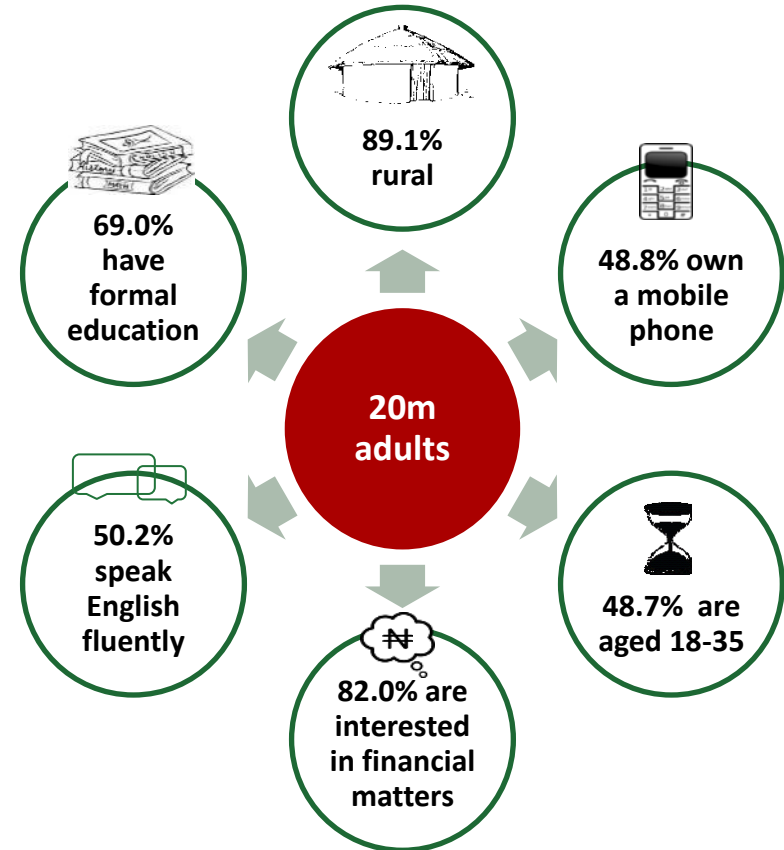 89.1%
rural
69.0%
have
formal
education
48.8% own
a mobile
phone
20m
adults
50.2%
speak
English
fluently
48.7% are
aged 18-35
₦
82.0% are
interested
in financial
matters